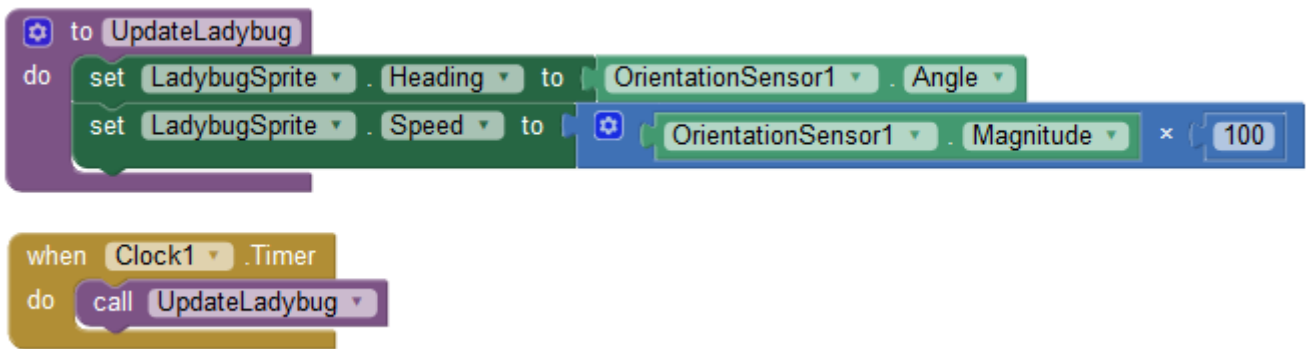 to UpdateLadybug
do set LadybugSprite . Heading to OrientationSensor1 . Angle
set LadybugSprite . Speed to OrientationSensor1 . Magnitude × 100
when Clock1 .Timer
do call UpdateLadybug